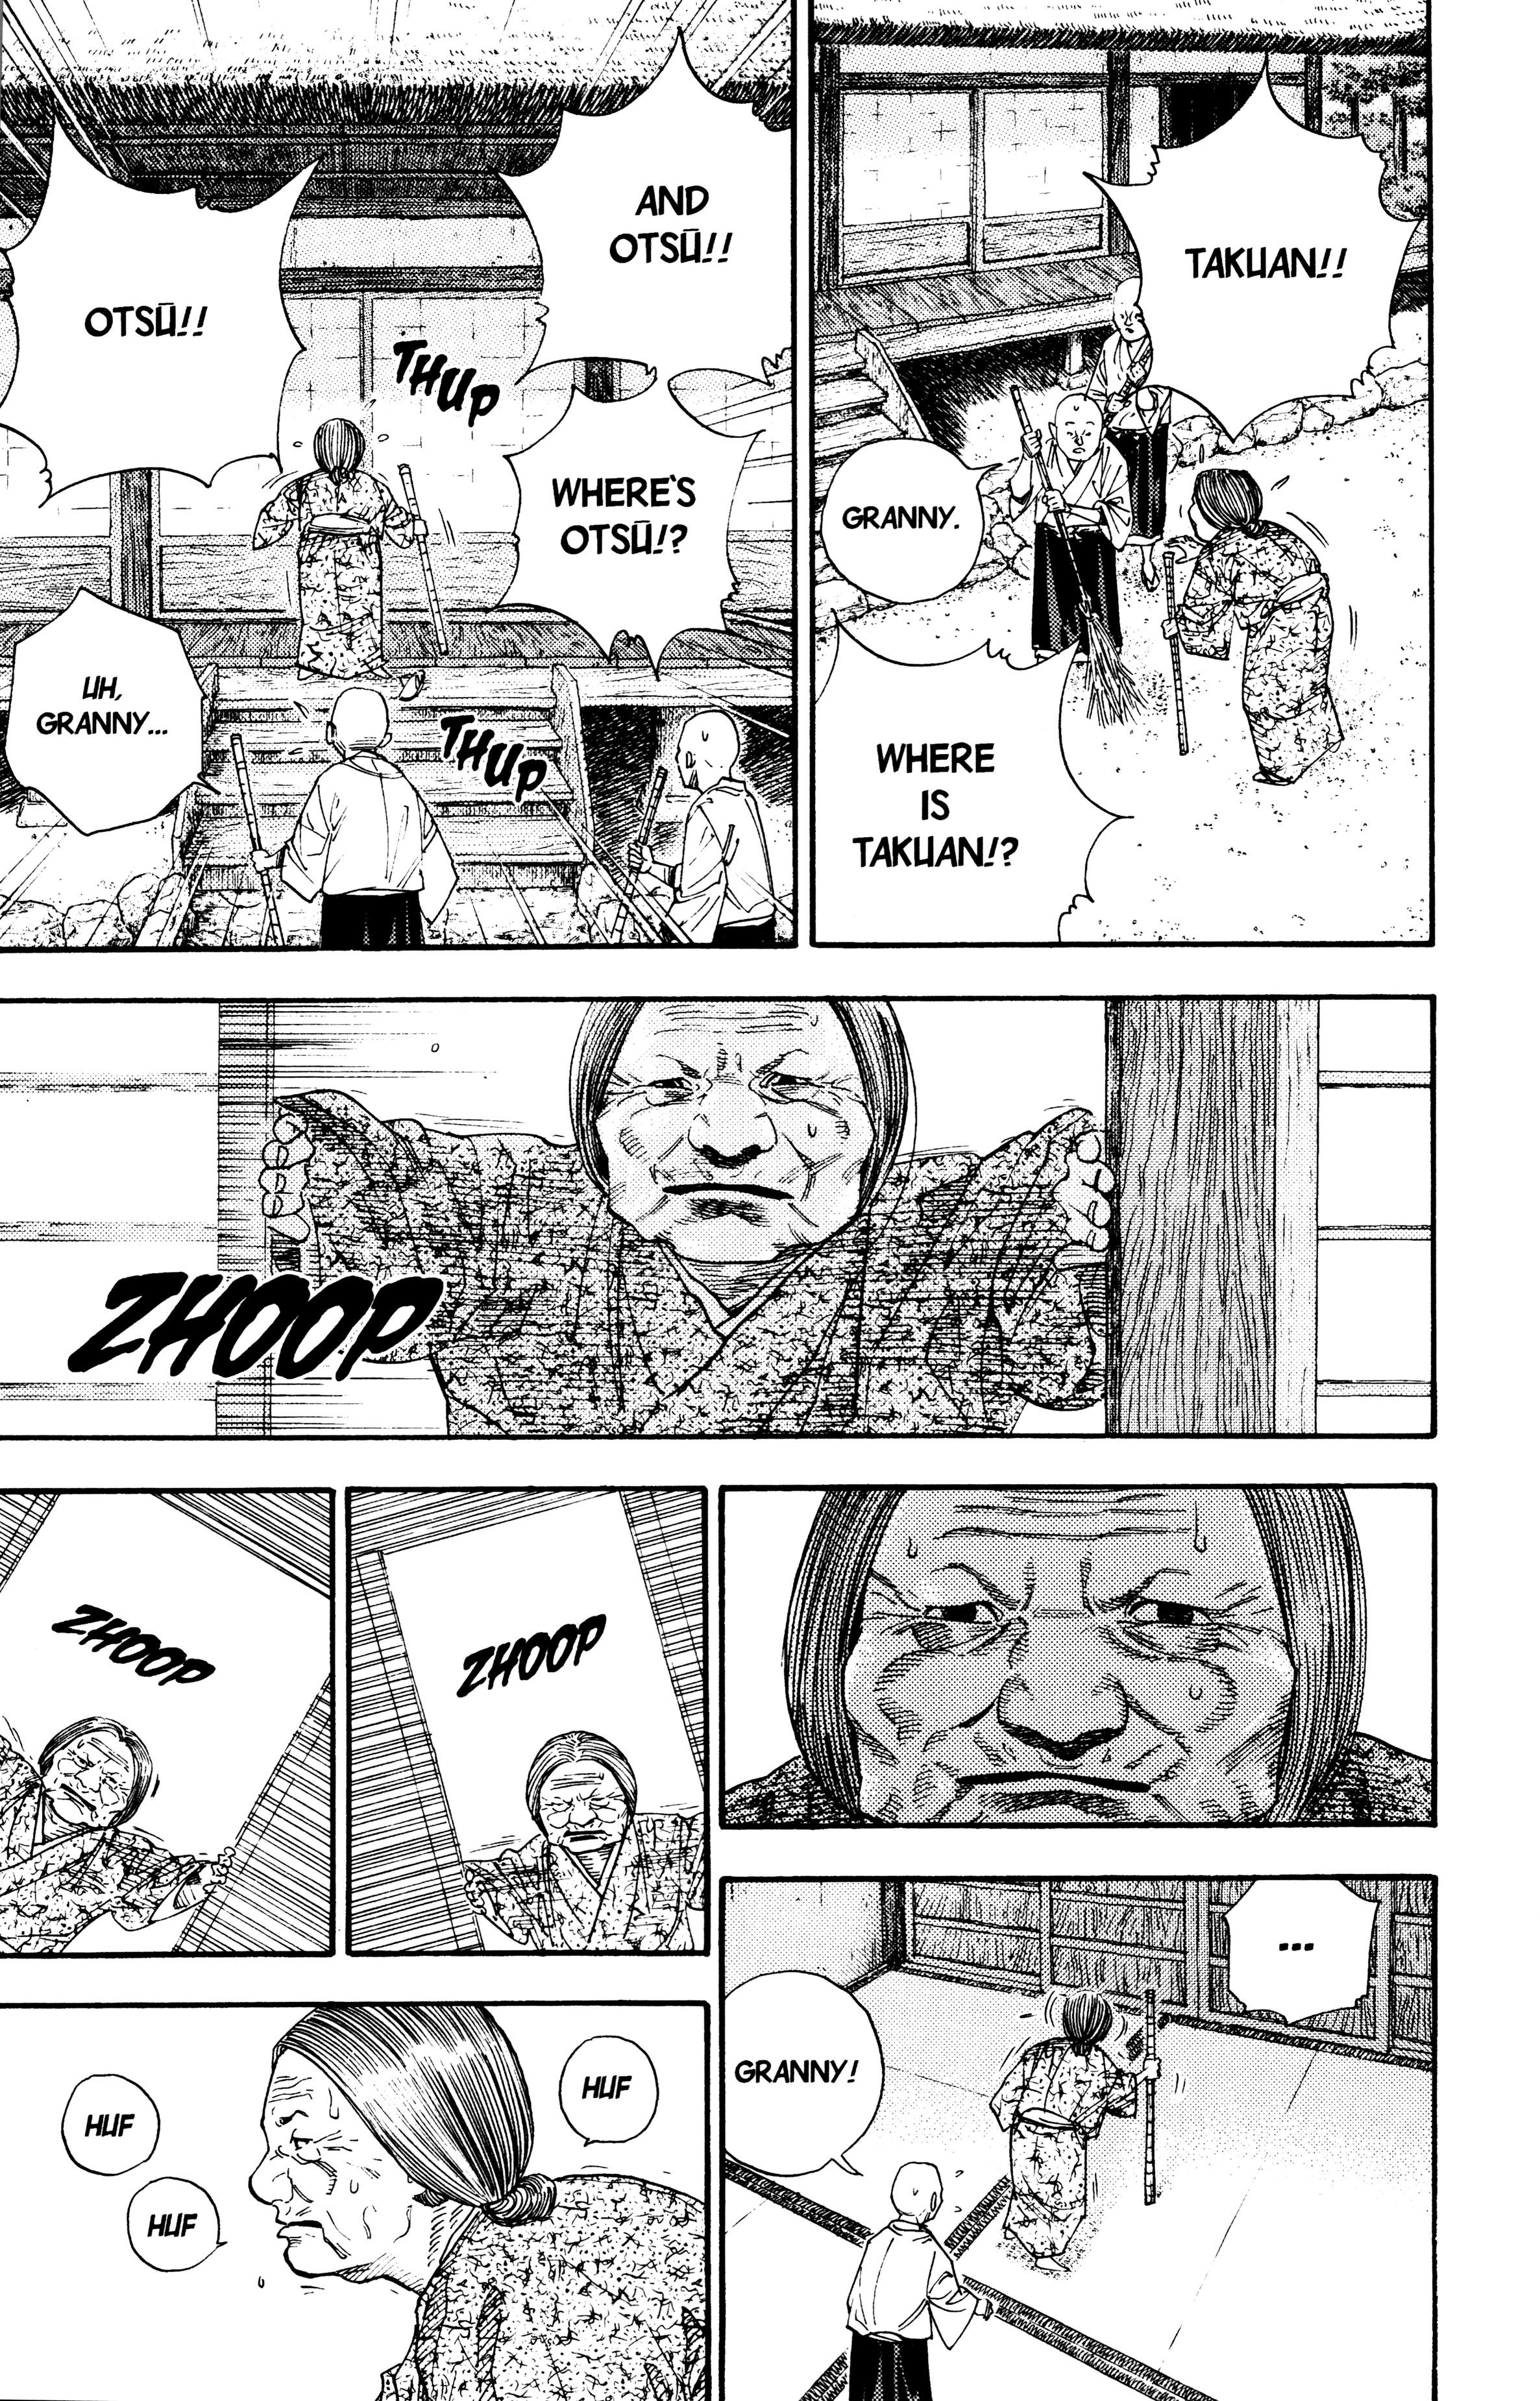 TAKUAN!!
GRANNY.
WHERE
IS
TAKUAN!?
AND
OTSŪ!!
WHERE'S
OTSŪ!?
THUP
THUP
OTSŪ!!
UH,
GRANNY...
ZHOOP
ZHOOP
ZHOOP
...
GRANNY!
HUF
HUF
HUF